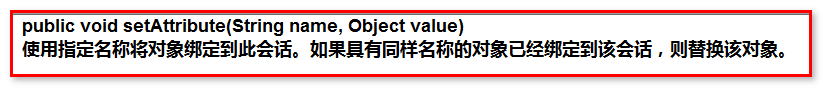 public void setAttribute(String name, Object value)
使用指定名称将对象绑定到此会话。如果具有同样名称的对象已经绑定到该会话，则替换该对象。